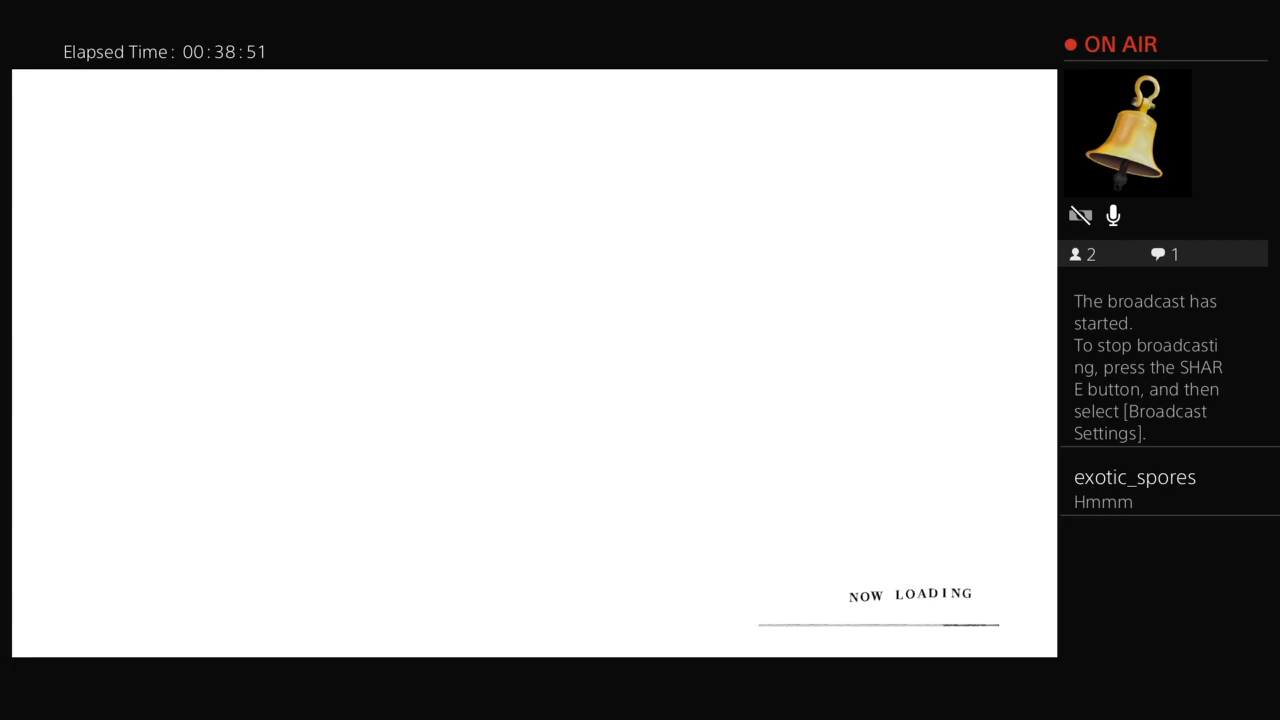 Elapsed Time: 00:38:51
ON AIR
2 1
The broadcast has
started.
To stop broadcasti
ng, press the SHAR
E button, and then
select [Broadcast
Settings].
exotic_spores
Hmmm
NOW LOADING